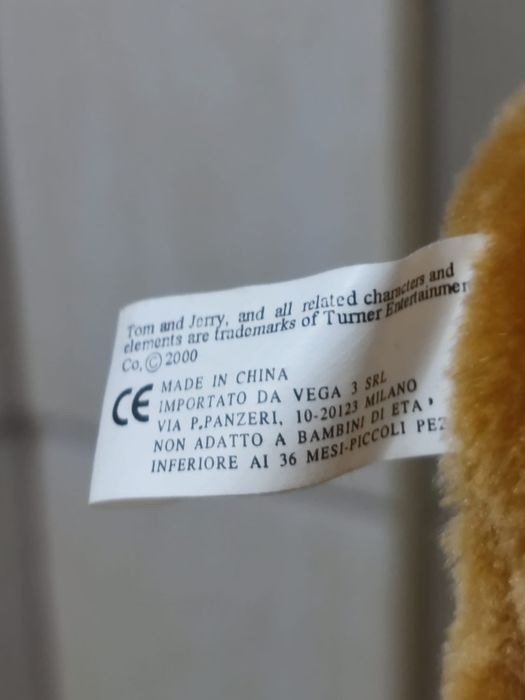 Tom and Jerry, and all related characters and
elements are trademarks of Turner Entertainmen
Co, © 2000
CE
MADE IN CHINA
IMPORTATO DA VEGA 3 SRL
VIA P.PANZERI, 10-20123 MILANO
NON ADATTO A BAMBINI DI ETA'
INFERIORE AI 36 MESI-PICCOLI PEZ